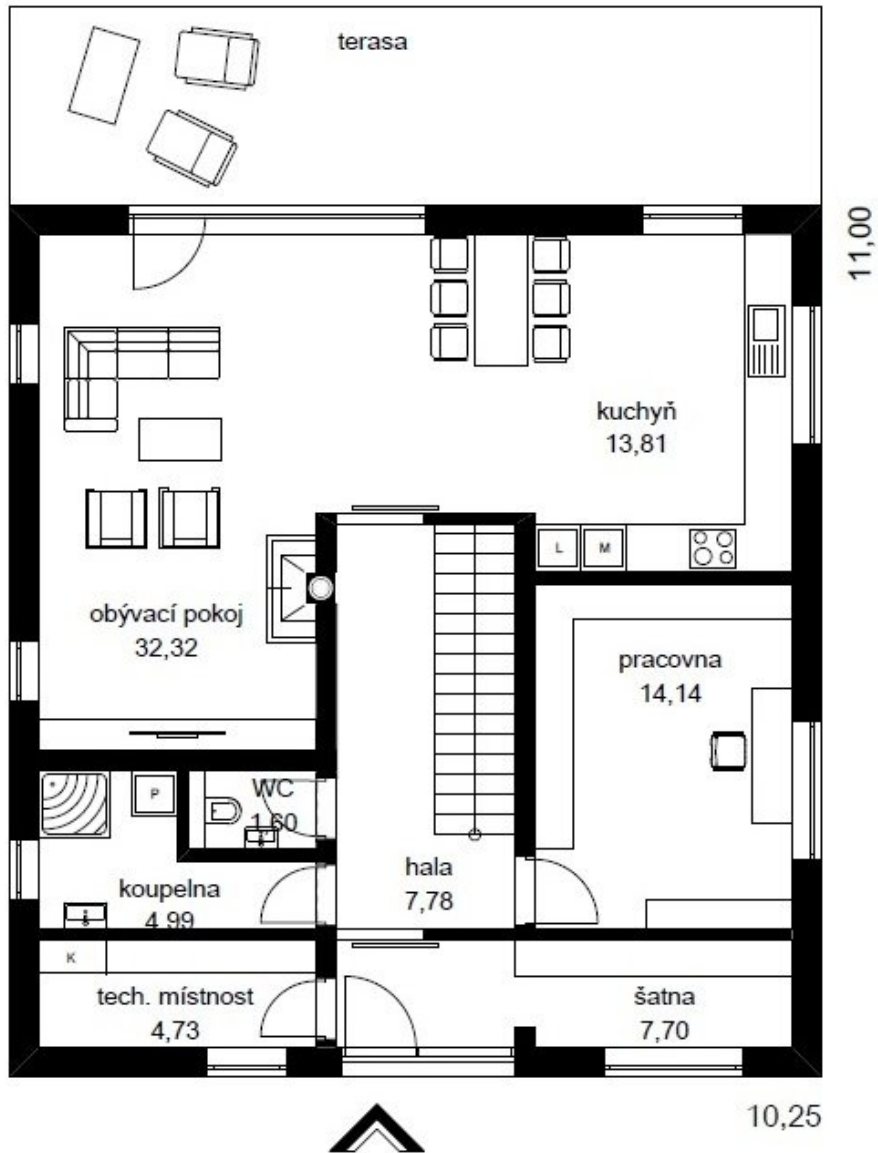 terasa
11,00
kuchyň
13,81
L
M
obývací pokoj
32,32
pracovna
14,14
P
WC
1,60
hala
7,78
koupelna
4,99
K
tech. místnost
4,73
šatna
7,70
10,25